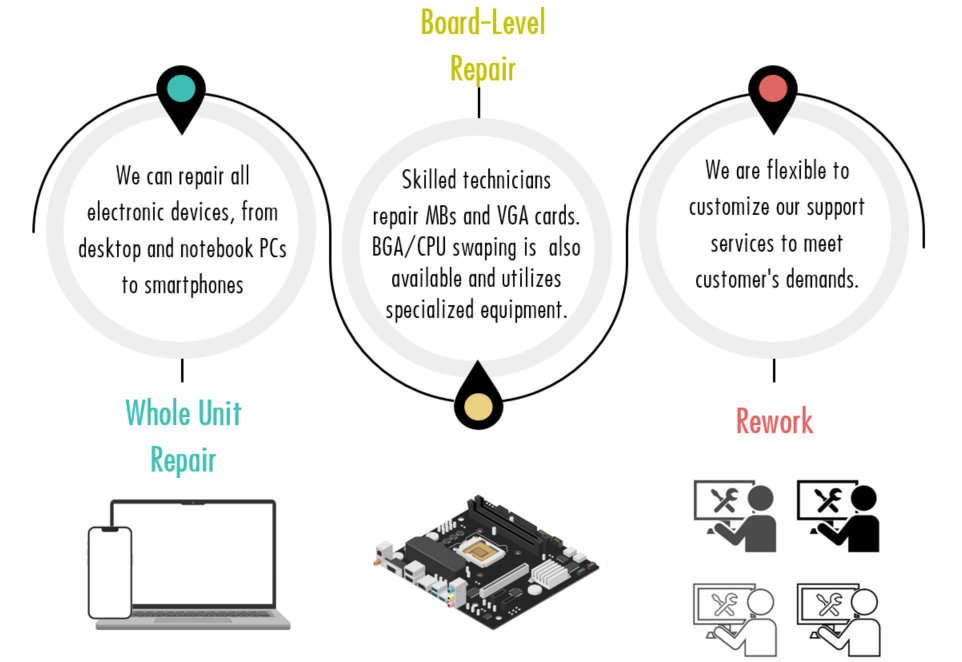 Board-Level
Repair
We can repair all
electronic devices, from
desktop and notebook PCs
to smartphones
Skilled technicians
repair MBs and VGA cards.
BGA/CPU swaping is also
available and utilizes
specialized equipment.
We are flexible to
customize our support
services to meet
customer's demands.
Whole Unit
Repair
Rework